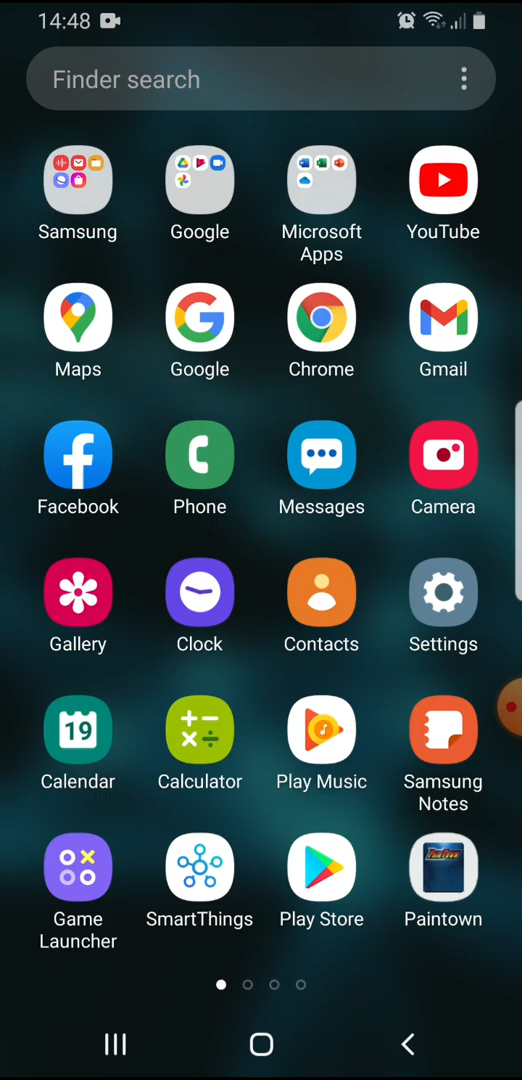 14:48
Finder search
Samsung
Google
Microsoft
Apps
YouTube
Maps
Google
Chrome
Gmail
Facebook
Phone
Messages
Camera
Gallery
Clock
Contacts
Settings
19
Calendar
Calculator
Play Music
Samsung
Notes
Game
Launcher
SmartThings
Play Store
Paintown